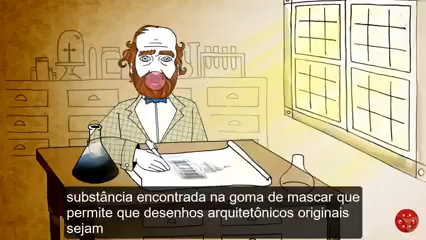 substância encontrada na goma de mascar que
permite que desenhos arquitetônicos originais
sejam